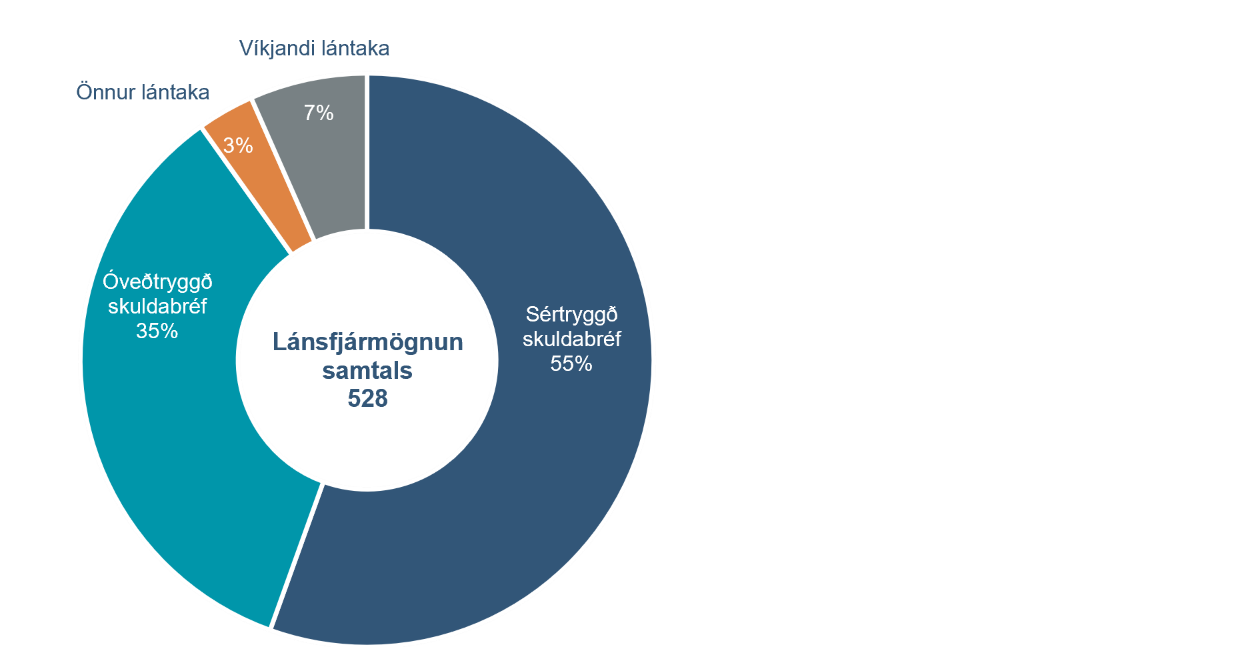 Víkjandi lántaka
Önnur lántaka
7%
3%
Óveðtryggð
skuldabréf
35%
Lánsfjármögnun
samtals
528
Sértryggð
skuldabréf
55%